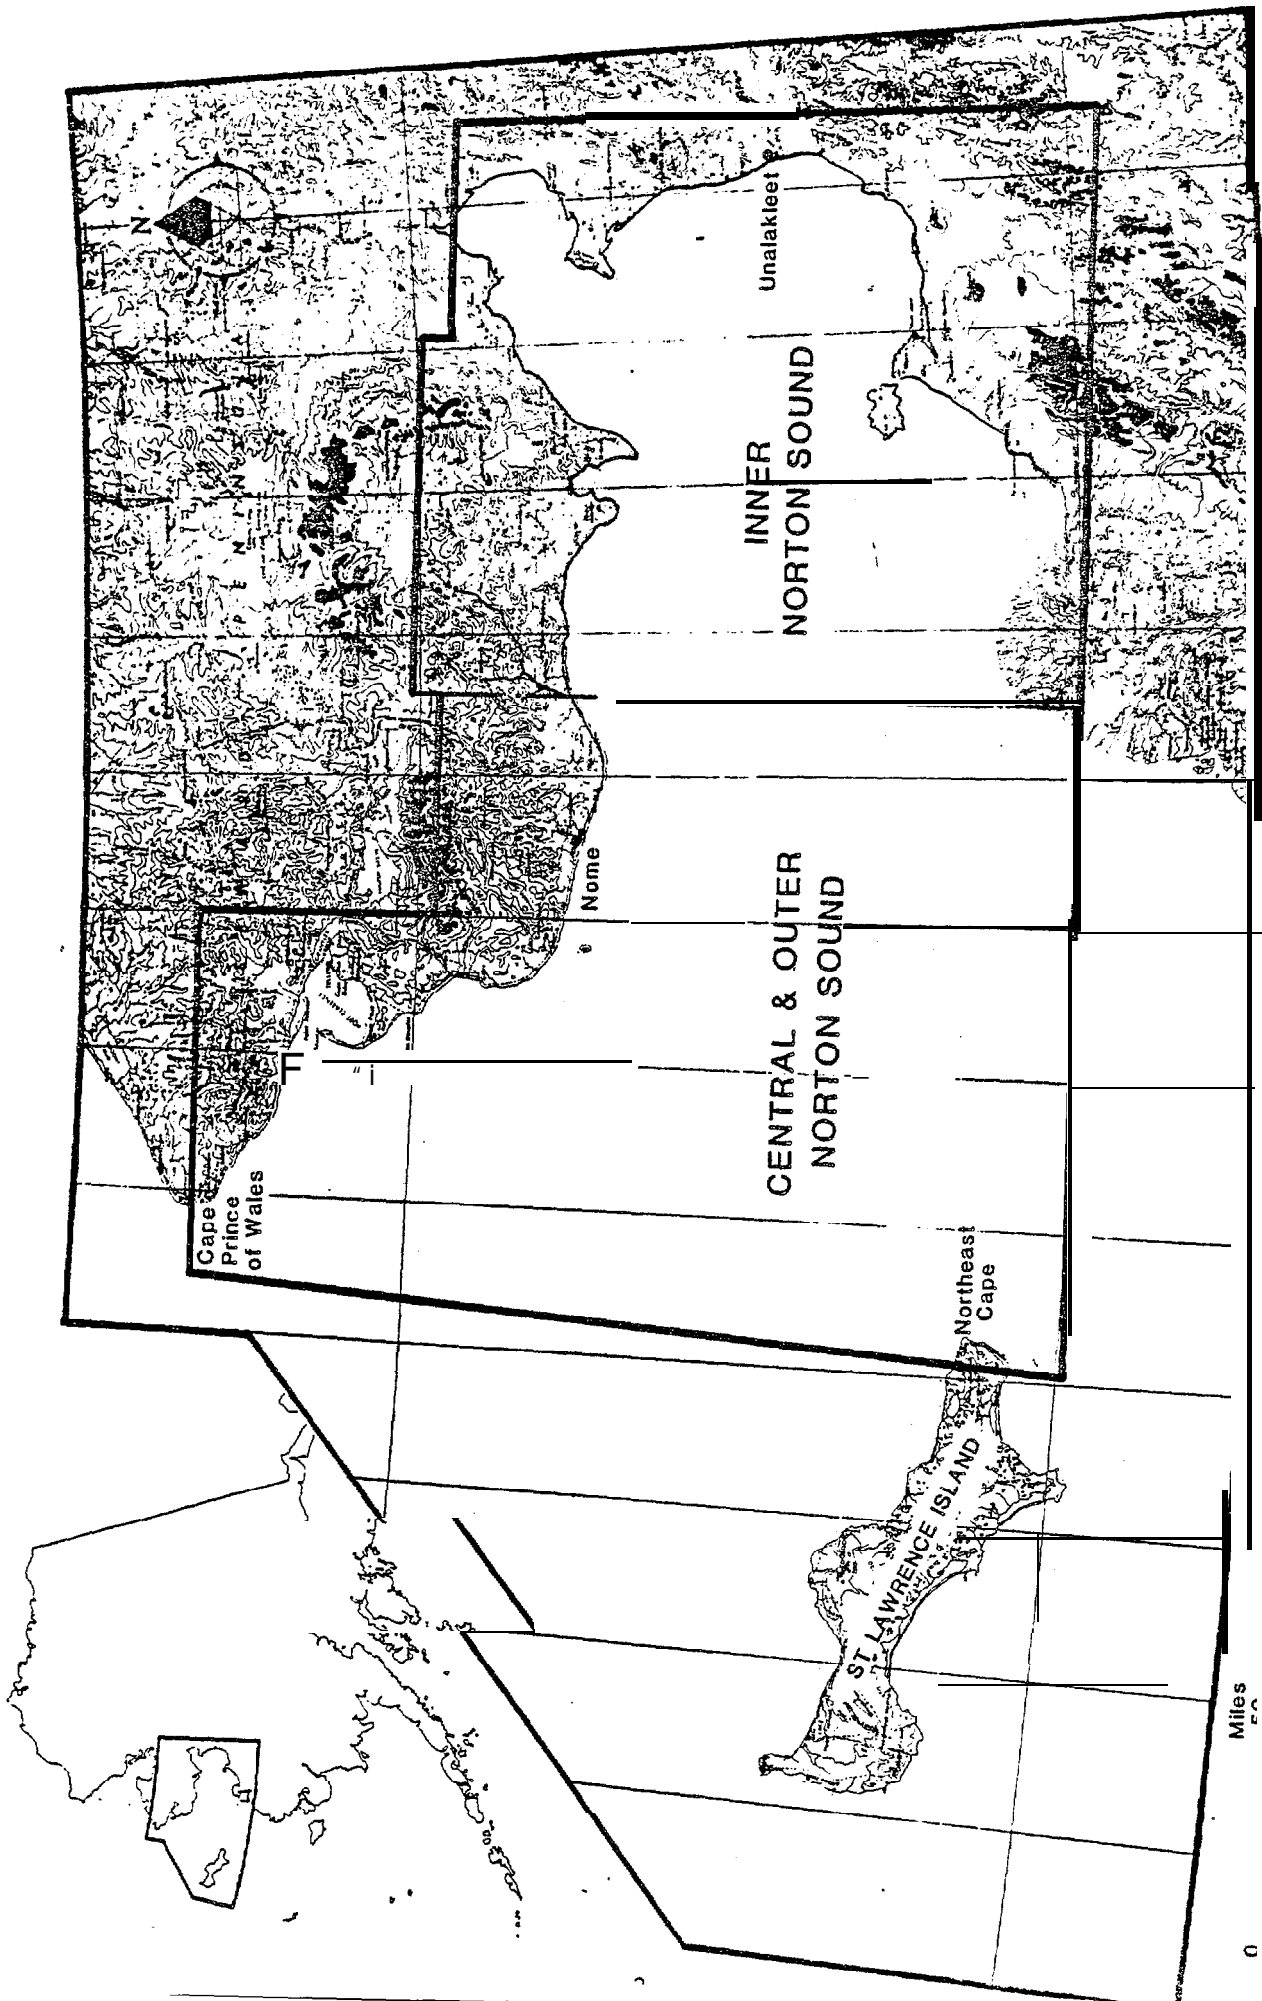 N
Cape
Prince
of Wales
F
Nome
Unalakleet
INNER
NORTON SOUND
CENTRAL & OUTER
NORTON SOUND
Northeast
Cape
ST LAWRENCE ISLAND
Miles
0
50